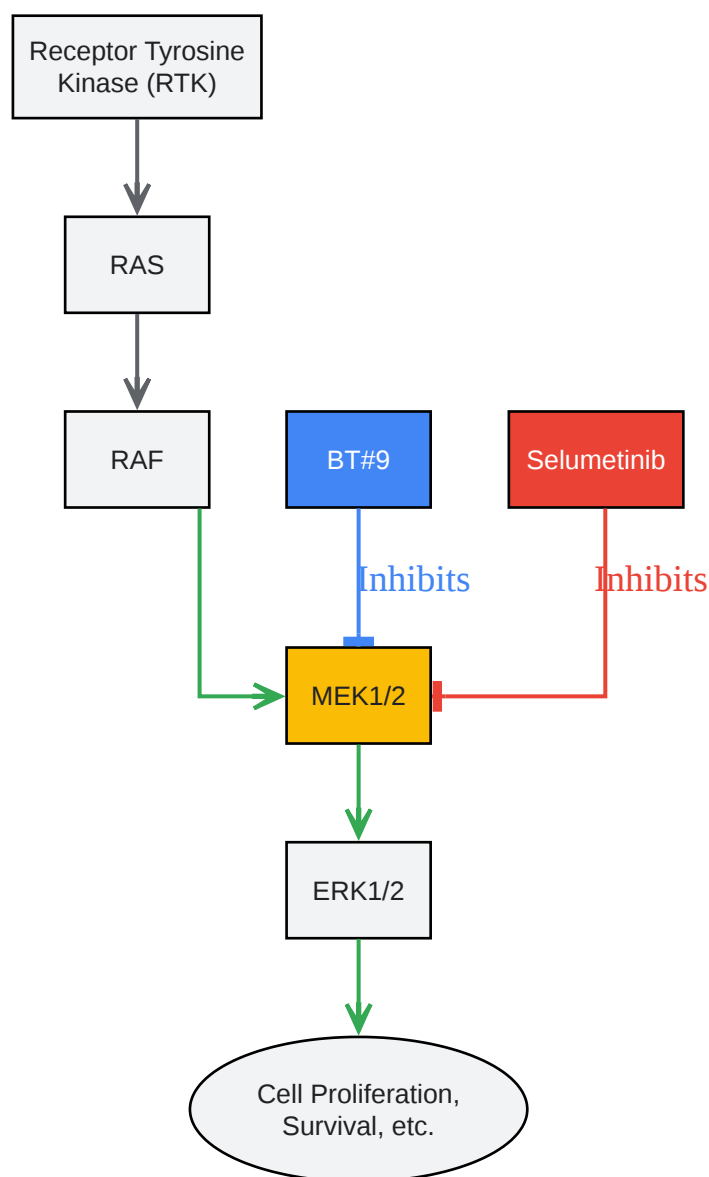 Receptor Tyrosine
Kinase (RTK)
RAS
RAF
BT#9
Selumetinib
Inhibits
Inhibits
MEK1/2
ERK1/2
Cell Proliferation,
Survival, etc.